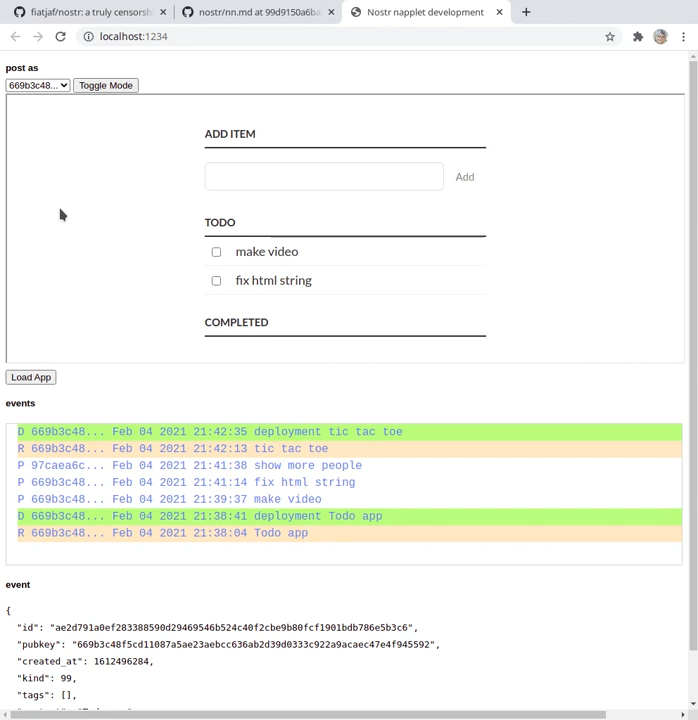 fiatjaf/nostr: a truly censorsh
nostr/nn.md at 99d9150a6b
Nostr napplet development
localhost:1234
post as
669b3c48...
Toggle Mode
ADD ITEM
Add
TODO
make video
fix html string
COMPLETED
Load App
events
D 669b3c48... Feb 04 2021 21:42:35 deployment tic tac toe
R 669b3c48... Feb 04 2021 21:42:13 tic tac toe
P 97caea6c... Feb 04 2021 21:41:38 show more people
P 669b3c48... Feb 04 2021 21:41:14 fix html string
P 669b3c48... Feb 04 2021 21:39:37 make video
D 669b3c48... Feb 04 2021 21:38:41 deployment Todo app
R 669b3c48... Feb 04 2021 21:38:04 Todo app
event
{
"id": "ae2d791a0ef283388590d29469546b524c40f2cbe9b80fcf1901bdb786e5b3c6",
"pubkey": "669b3c48f5cd11087a5ae23aebcc636ab2d39d0333c922a9acaec47e4f945592",
"created_at": 1612496284,
"kind": 99,
"tags": [],